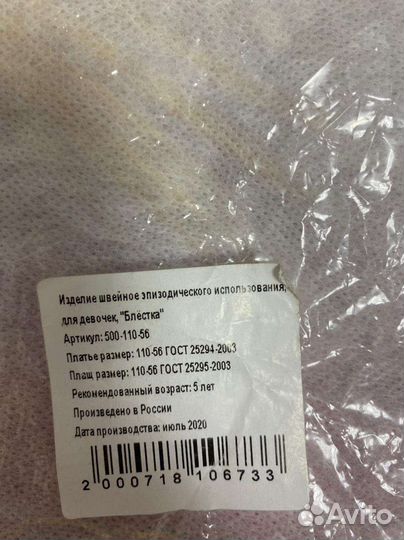 Изделие швейное эпизодического использования,
для девочек, "Блёстка"
Артикул: 500-110-56
Платье размер: 110-56 ГОСТ 25294-2003
Плащ размер: 110-56 ГОСТ 25295-2003
Рекомендованный возраст: 5 лет
Произведено в России
Дата производства: июль 2020
2 000718 106733
Avito